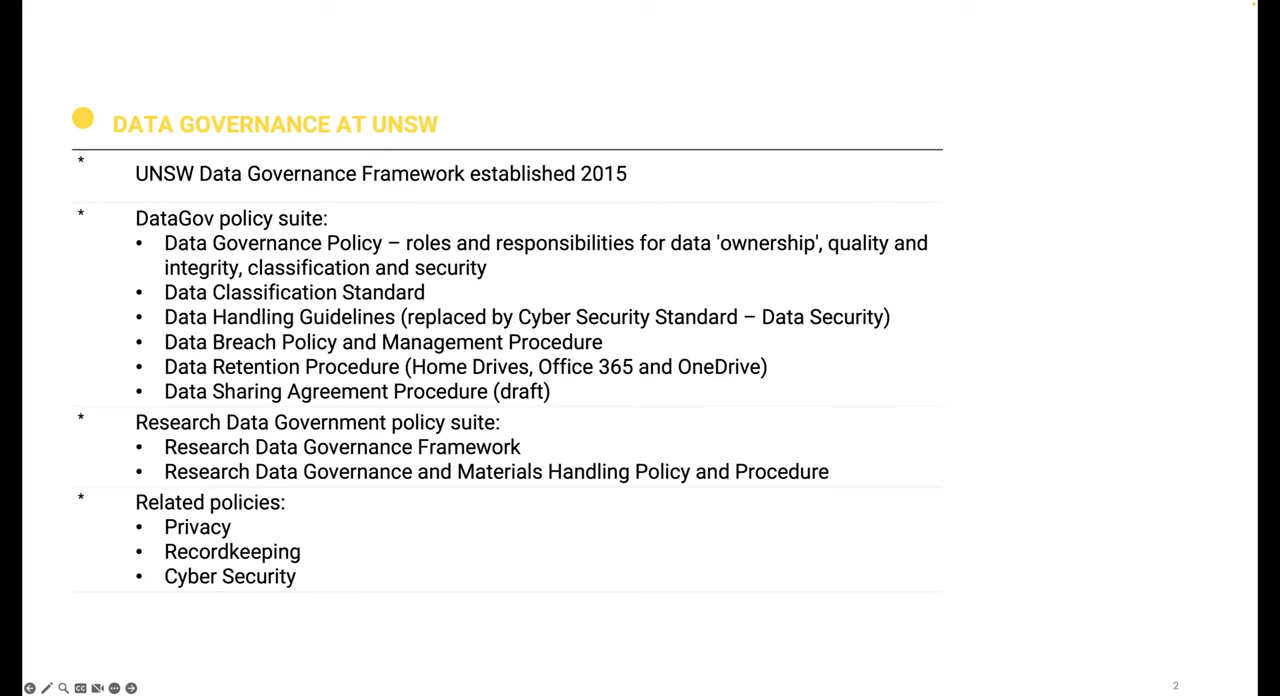 DATA GOVERNANCE AT UNSW
*
UNSW Data Governance Framework established 2015
*
DataGov policy suite:
• Data Governance Policy – roles and responsibilities for data 'ownership', quality and
integrity, classification and security
• Data Classification Standard
• Data Handling Guidelines (replaced by Cyber Security Standard – Data Security)
• Data Breach Policy and Management Procedure
• Data Retention Procedure (Home Drives, Office 365 and OneDrive)
• Data Sharing Agreement Procedure (draft)
*
Research Data Government policy suite:
• Research Data Governance Framework
• Research Data Governance and Materials Handling Policy and Procedure
*
Related policies:
• Privacy
• Recordkeeping
• Cyber Security
2